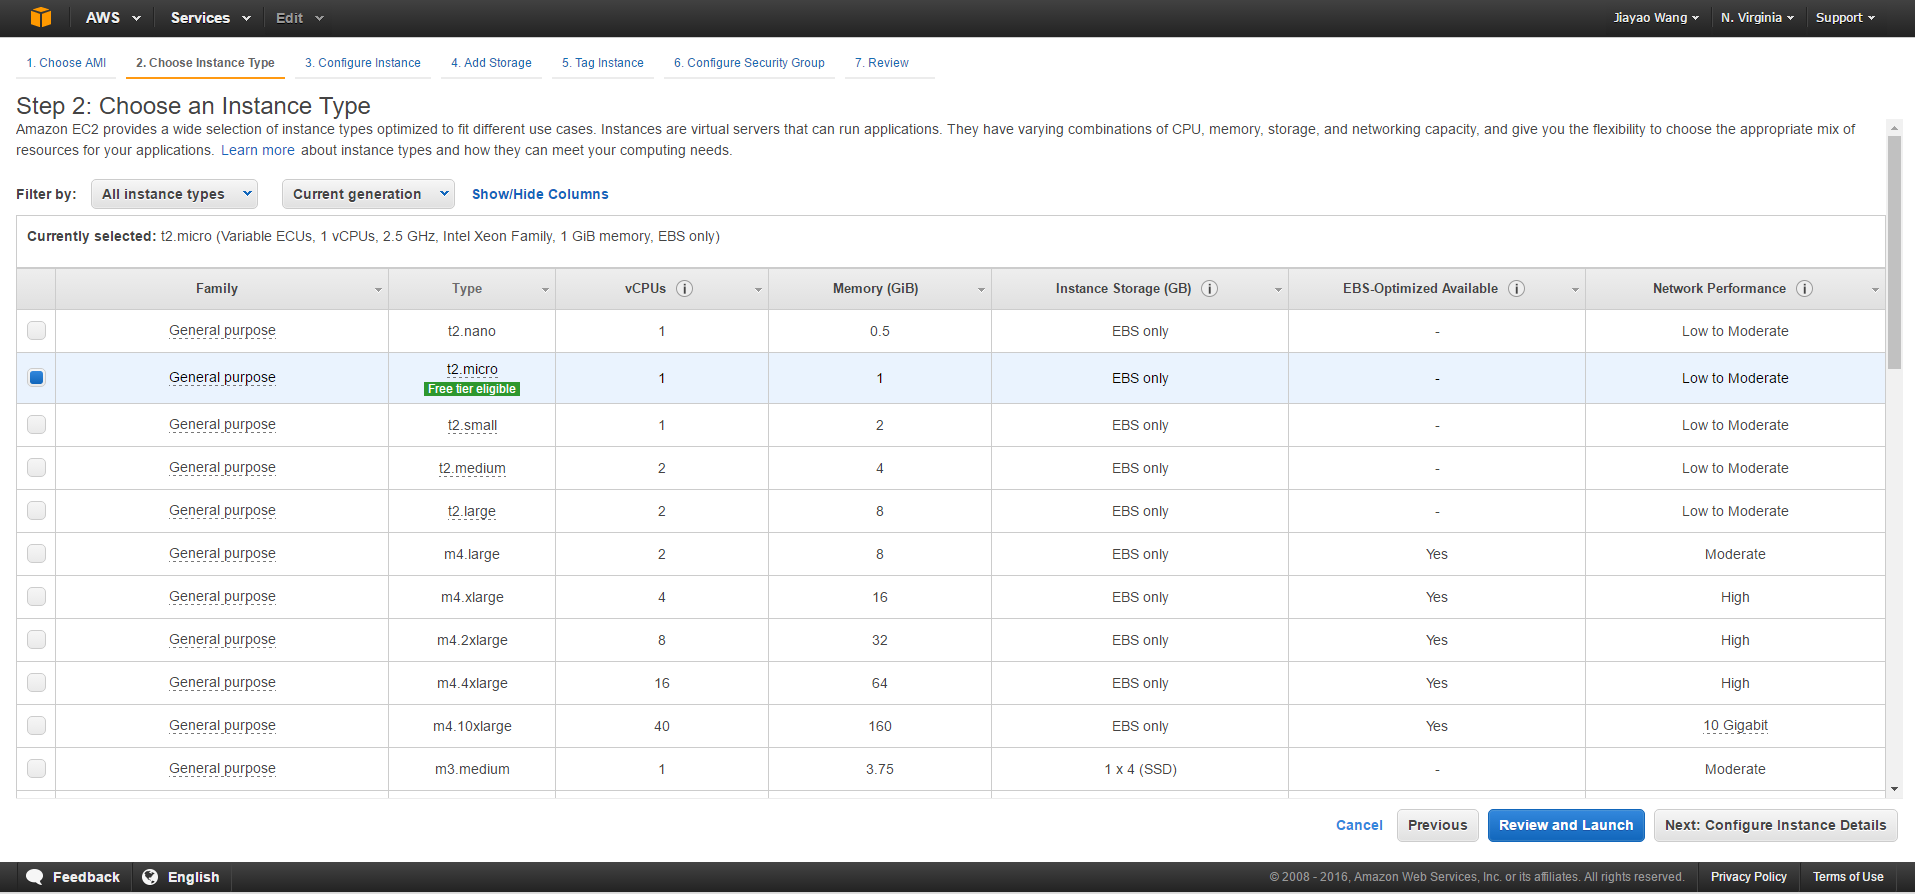 AWS Services Edit Jiayao Wang N. Virginia Support
1. Choose AMI 2. Choose Instance Type 3. Configure Instance 4. Add Storage 5. Tag Instance 6. Configure Security Group 7. Review
Step 2: Choose an Instance Type
Amazon EC2 provides a wide selection of instance types optimized to fit different use cases. Instances are virtual servers that can run applications. They have varying combinations of CPU, memory, storage, and networking capacity, and give you the flexibility to choose the appropriate mix of
resources for your applications. Learn more about instance types and how they can meet your computing needs.
Filter by: All instance types Current generation Show/Hide Columns
Currently selected: t2.micro (Variable ECUs, 1 vCPUs, 2.5 GHz, Intel Xeon Family, 1 GiB memory, EBS only)
Family Type vCPUs i Memory (GiB) Instance Storage (GB) i EBS-Optimized Available i Network Performance i
General purpose t2.nano 1 0.5 EBS only - Low to Moderate
General purpose t2.micro 1 1 EBS only - Low to Moderate
Free tier eligible
General purpose t2.small 1 2 EBS only - Low to Moderate
General purpose t2.medium 2 4 EBS only - Low to Moderate
General purpose t2.large 2 8 EBS only - Low to Moderate
General purpose m4.large 2 8 EBS only Yes Moderate
General purpose m4.xlarge 4 16 EBS only Yes High
General purpose m4.2xlarge 8 32 EBS only Yes High
General purpose m4.4xlarge 16 64 EBS only Yes High
General purpose m4.10xlarge 40 160 EBS only Yes 10 Gigabit
General purpose m3.medium 1 3.75 1 x 4 (SSD) - Moderate
Cancel Previous Review and Launch Next: Configure Instance Details
Feedback English © 2008 - 2016, Amazon Web Services, Inc. or its affiliates. All rights reserved. Privacy Policy Terms of Use